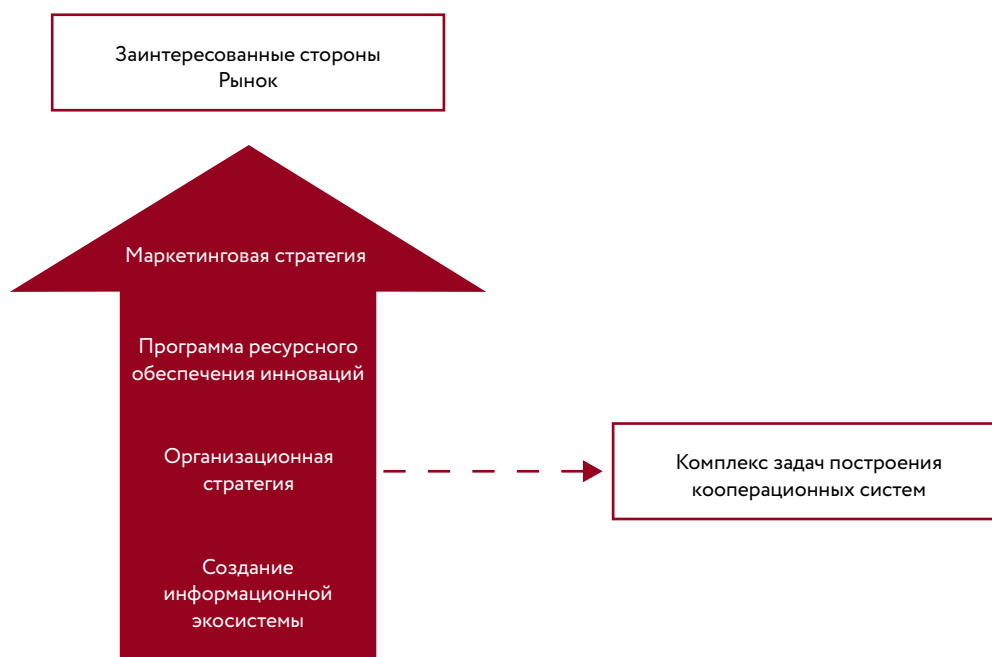 Заинтересованные стороны
Рынок
Маркетинговая стратегия
Программа ресурсного
обеспечения инноваций
Организационная
стратегия
Комплекс задач построения
кооперационных систем
Создание
информационной
экосистемы